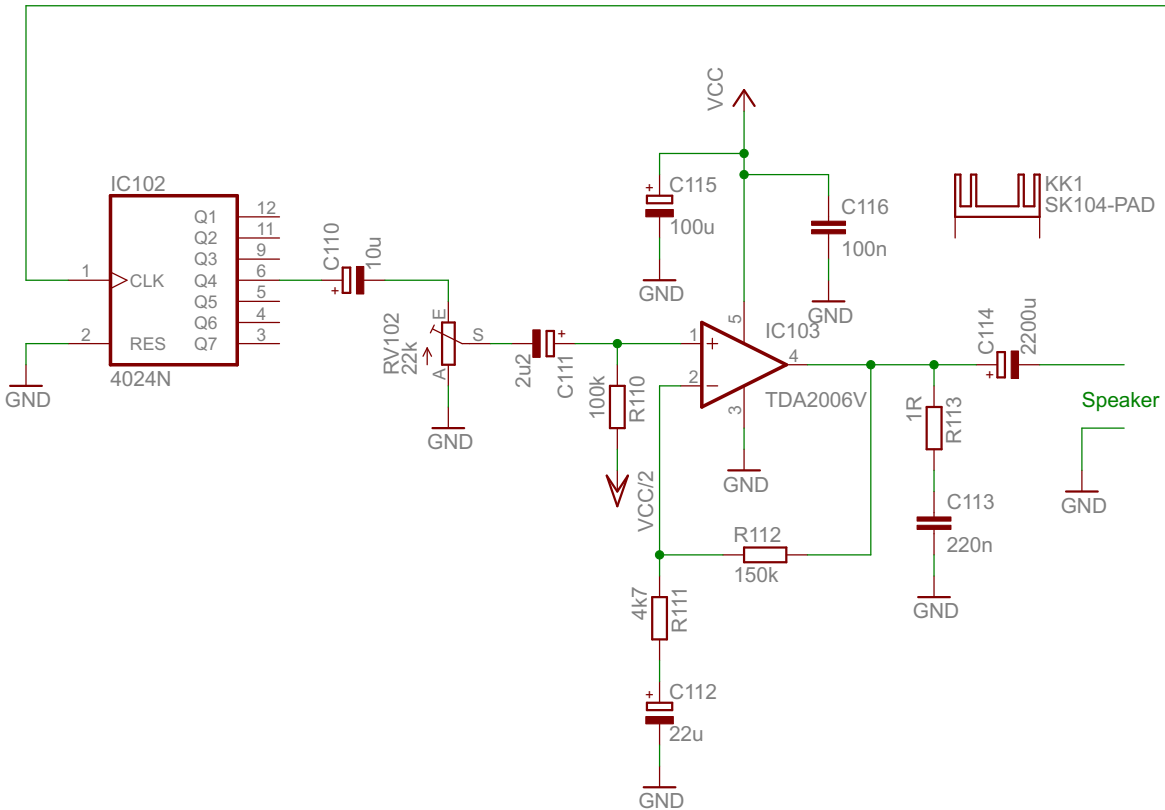 VCC
IC102
1
2
CLK
RES
Q1
Q2
Q3
Q4
Q5
Q6
Q7
12
11
9
6
5
4
3
4024N
GND
C110
10u
+
RV102
22k
E
S
A
GND
2u2
C111
+
100k
R110
VCC/2
C115
+
100u
GND
C116
100n
GND
KK1
SK104-PAD
IC103
1
2
3
4
5
+
−
TDA2006V
GND
C114
2200u
+
Speaker
GND
1R
R113
C113
220n
GND
R112
150k
4k7
R111
C112
+
22u
GND